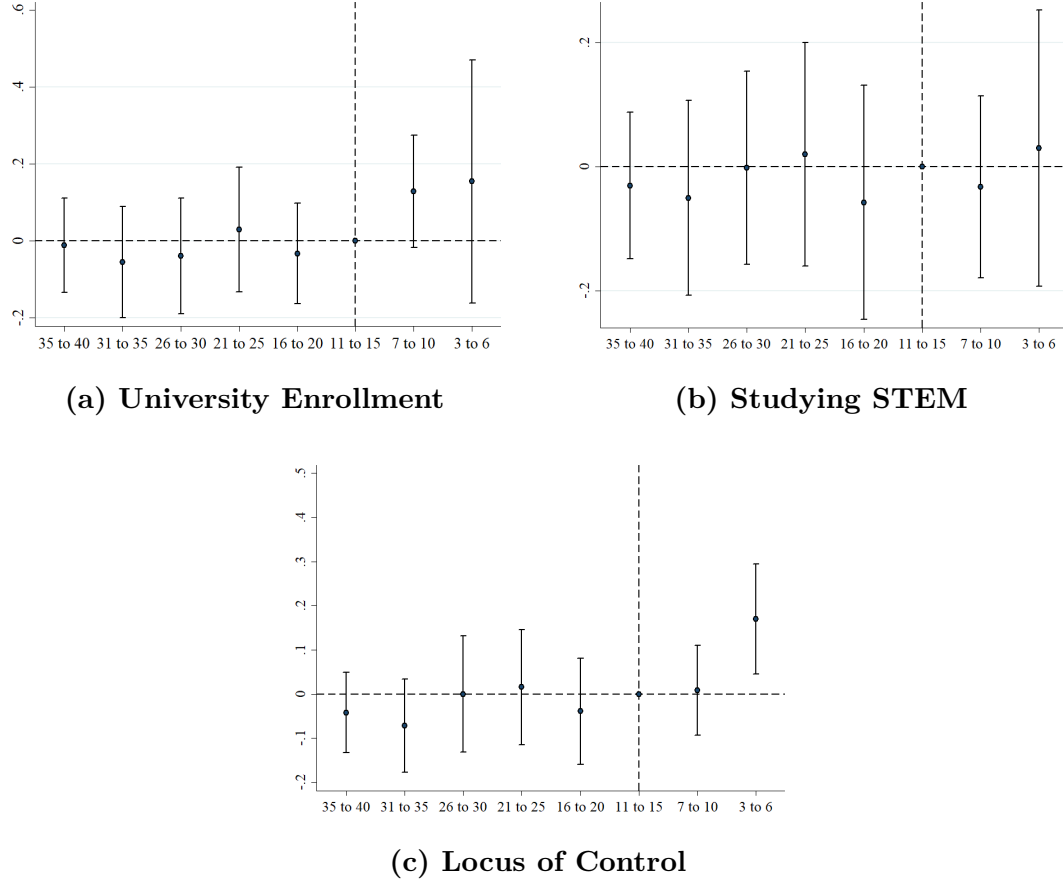 .6
.4
.2
0
-.2
35 to 40 31 to 35 26 to 30 21 to 25 16 to 20 11 to 15 7 to 10 3 to 6
(a) University Enrollment
.2
0
-.2
35 to 40 31 to 35 26 to 30 21 to 25 16 to 20 11 to 15 7 to 10 3 to 6
(b) Studying STEM
.5
.4
.3
.2
.1
0
-.1
-.2
35 to 40 31 to 35 26 to 30 21 to 25 16 to 20 11 to 15 7 to 10 3 to 6
(c) Locus of Control